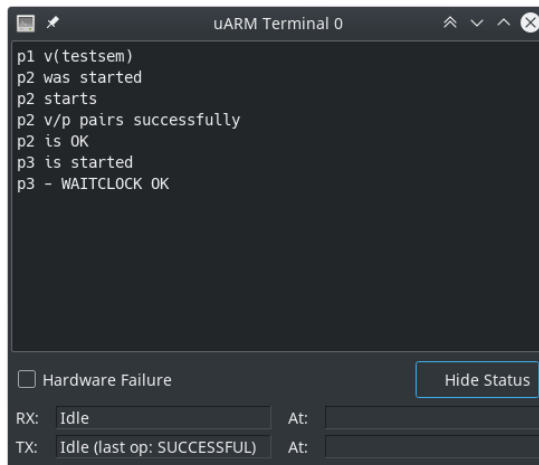 uARM Terminal 0
p1 v(testsem)
p2 was started
p2 starts
p2 v/p pairs successfully
p2 is OK
p3 is started
p3 - WAITCLOCK OK
Hardware Failure
Hide Status
RX: Idle At:
TX: Idle (last op: SUCCESSFUL) At: